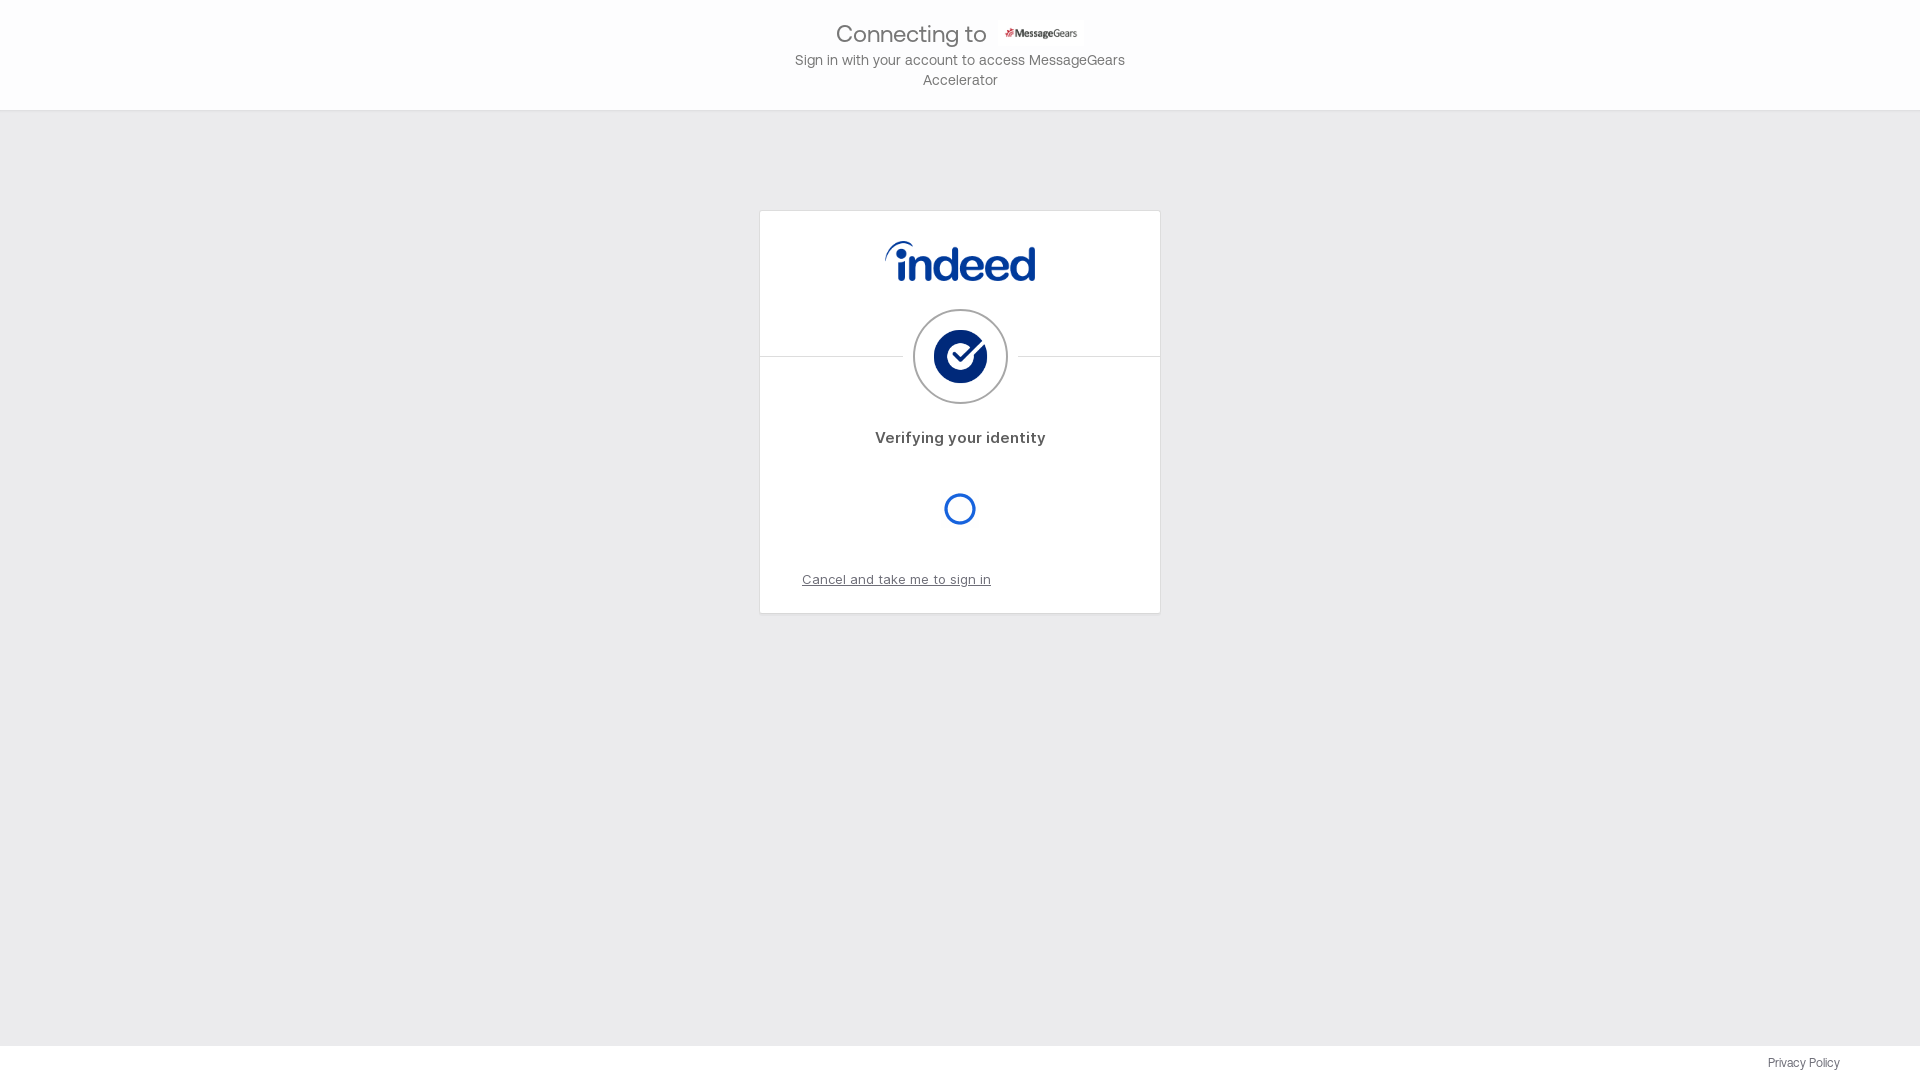 Connecting to MessageGears
Sign in with your account to access MessageGears
Accelerator
indeed
Verifying your identity
Cancel and take me to sign in
Privacy Policy